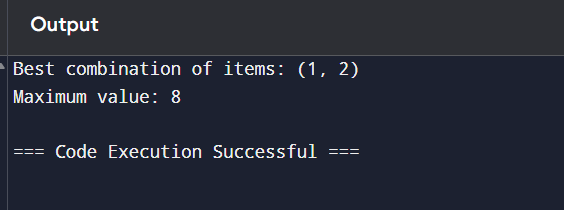 Output
Best combination of items: (1, 2)
Maximum value: 8
=== Code Execution Successful ===